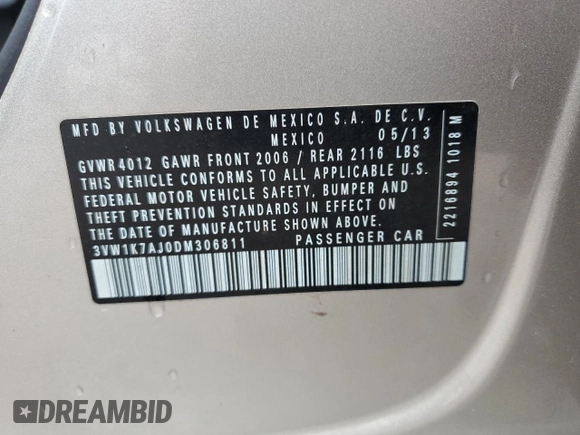 MFD BY VOLKSWAGEN DE MEXICO S.A. DE C.V.
MEXICO 05/13
GVWR 4012 GAWR FRONT 2006 / REAR 2116 LBS
THIS VEHICLE CONFORMS TO ALL APPLICABLE U.S.
FEDERAL MOTOR VEHICLE SAFETY, BUMPER AND
THEFT PREVENTION STANDARDS IN EFFECT ON
THE DATE OF MANUFACTURE SHOWN ABOVE.
3VW1K7AJ0DM306811 PASSENGER CAR
2216894 1018 M
DREAMBID